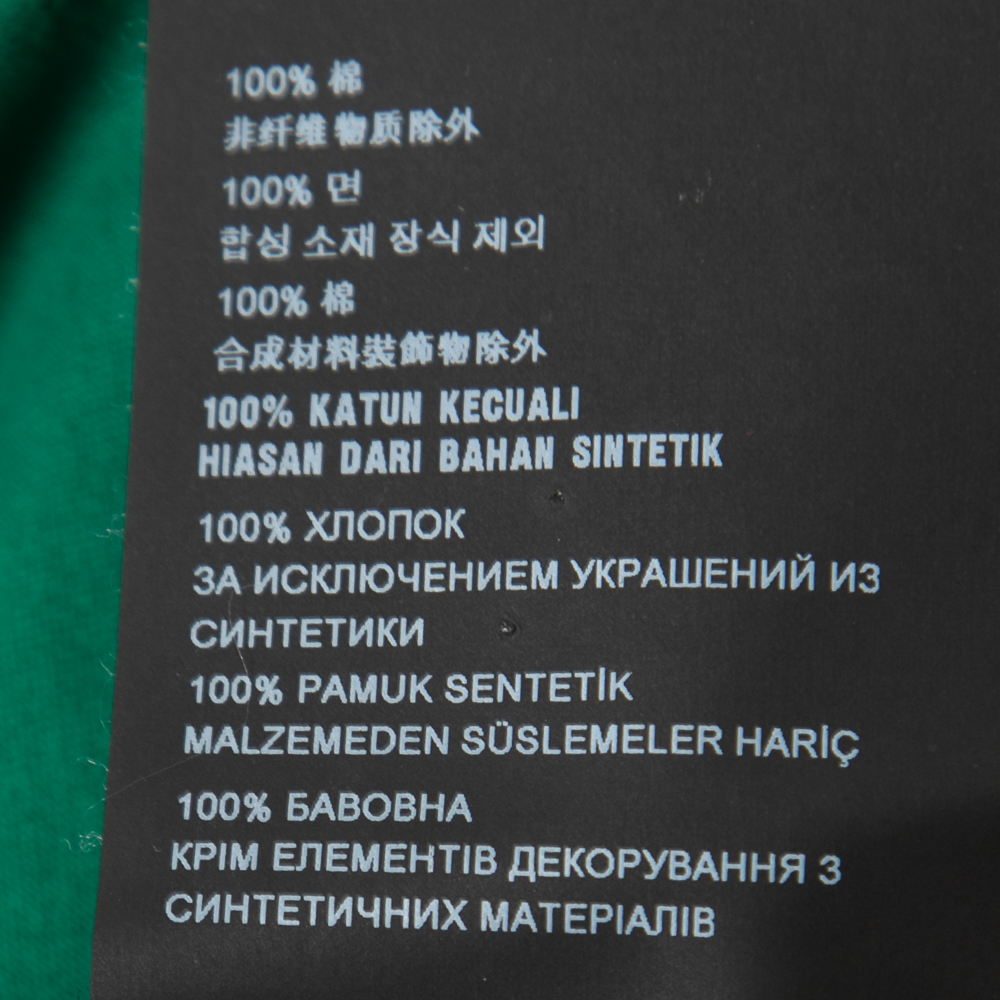 100% 棉
非纤维物质除外
100% 면
합성 소재 장식 제외
100% 棉
合成材料裝飾物除外
100% KATUN KECUALI
HIASAN DARI BAHAN SINTETIK
100% ХЛОПОК
ЗА ИСКЛЮЧЕНИЕМ УКРАШЕНИЙ ИЗ
СИНТЕТИКИ
100% PAMUK SENTETİK
MALZEMEDEN SÜSLEMELER HARİÇ
100% БАВОВНА
КРІМ ЕЛЕМЕНТІВ ДЕКОРУВАННЯ З
СИНТЕТИЧНИХ МАТЕРІАЛІВ